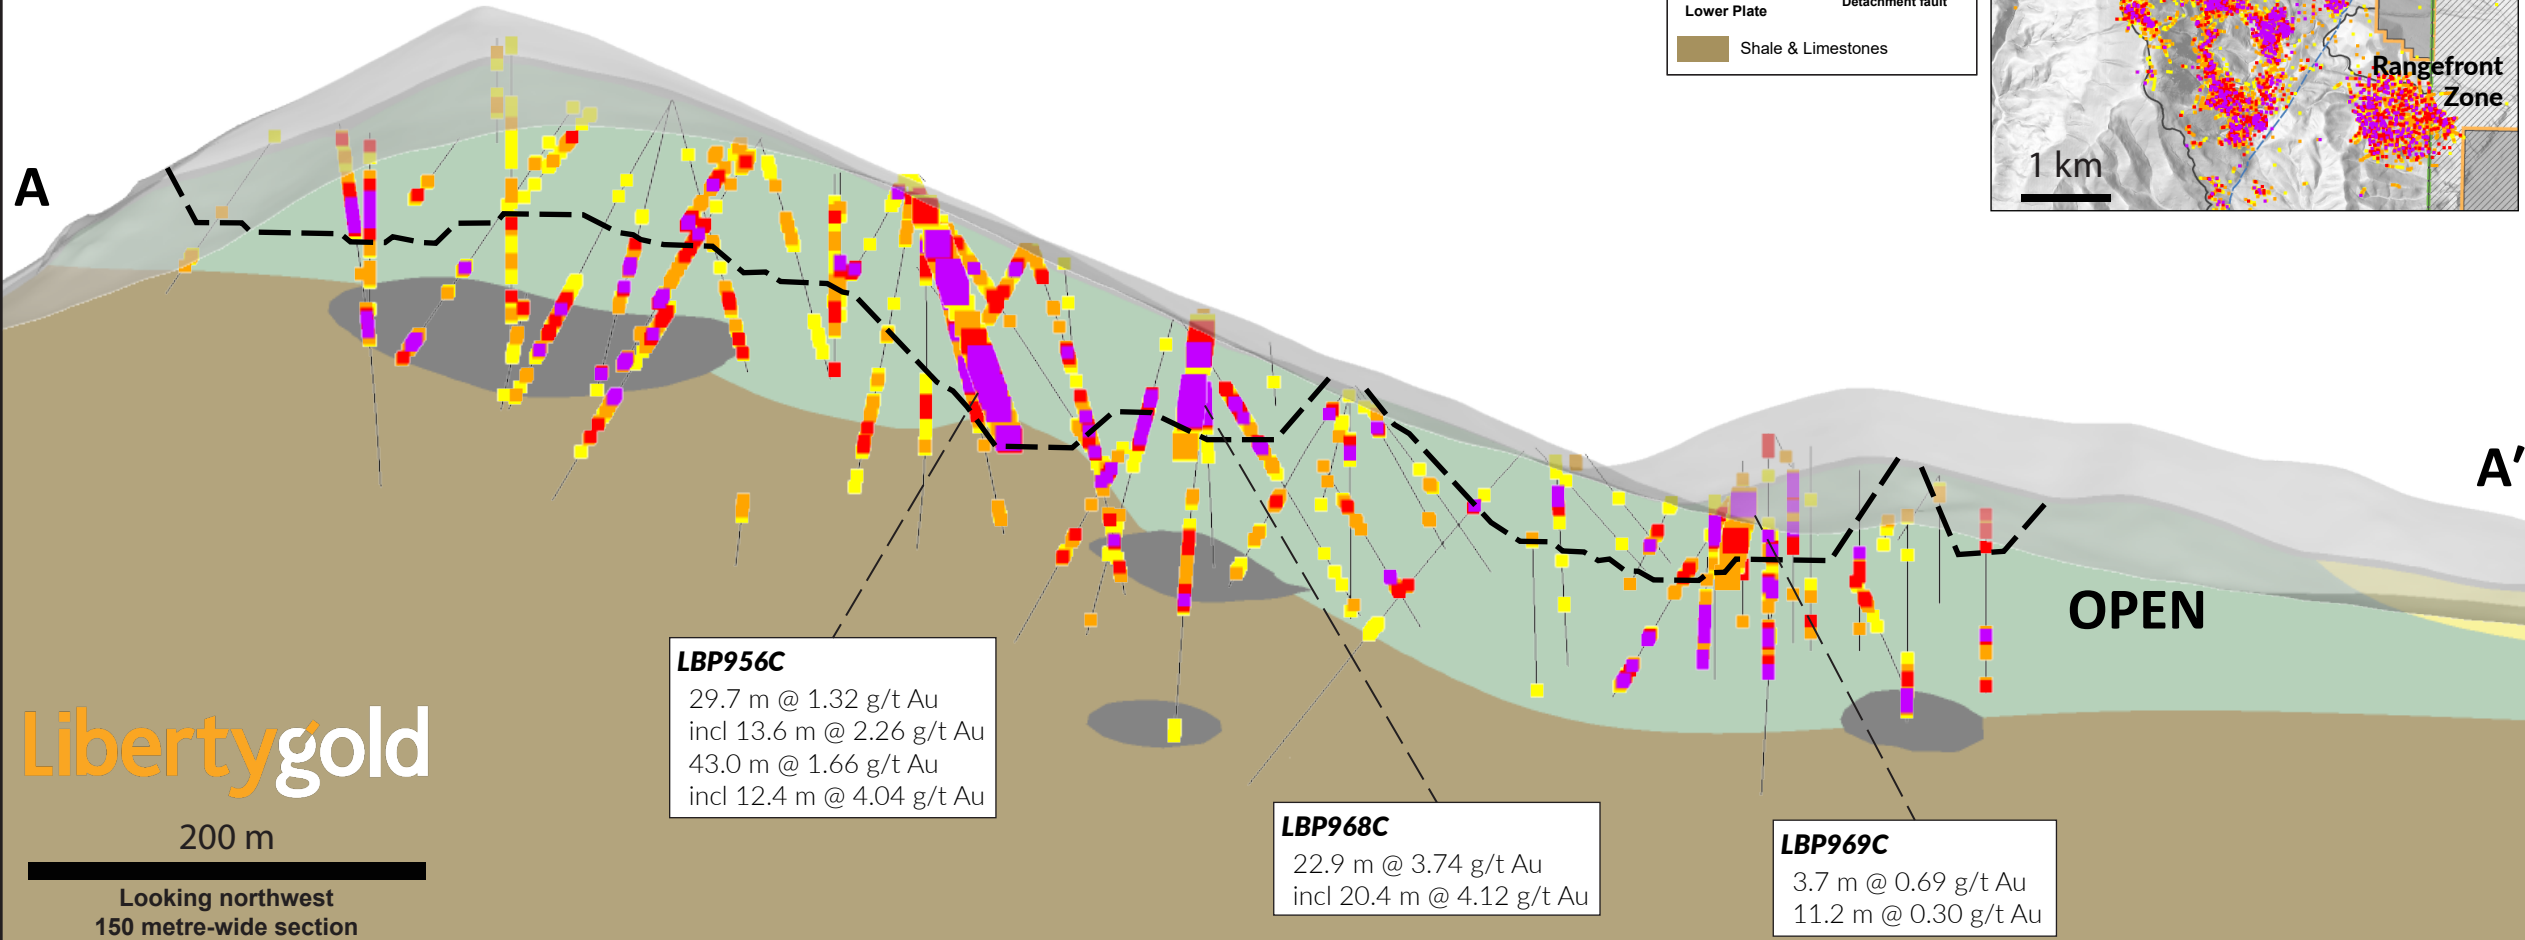 Detachment fault
Lower Plate
Shale & Limestones
Rangefront
Zone
1 km
A
A′
OPEN
LBP956C
29.7 m @ 1.32 g/t Au
incl 13.6 m @ 2.26 g/t Au
43.0 m @ 1.66 g/t Au
incl 12.4 m @ 4.04 g/t Au
LBP968C
22.9 m @ 3.74 g/t Au
incl 20.4 m @ 4.12 g/t Au
LBP969C
3.7 m @ 0.69 g/t Au
11.2 m @ 0.30 g/t Au
Libertygold
200 m
Looking northwest
150 metre-wide section